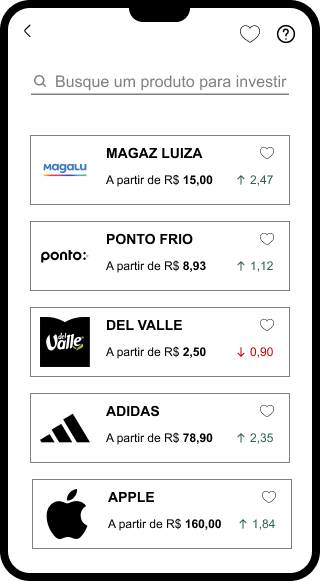 ?
Busque um produto para investir
MagaLu
MAGAZ LUIZA
A partir de R$ 15,00 ↑ 2,47
ponto:
PONTO FRIO
A partir de R$ 8,93 ↑ 1,12
del
Valle
DEL VALLE
A partir de R$ 2,50 ↓ 0,90
ADIDAS
A partir de R$ 78,90 ↑ 2,35
APPLE
A partir de R$ 160,00 ↑ 1,84